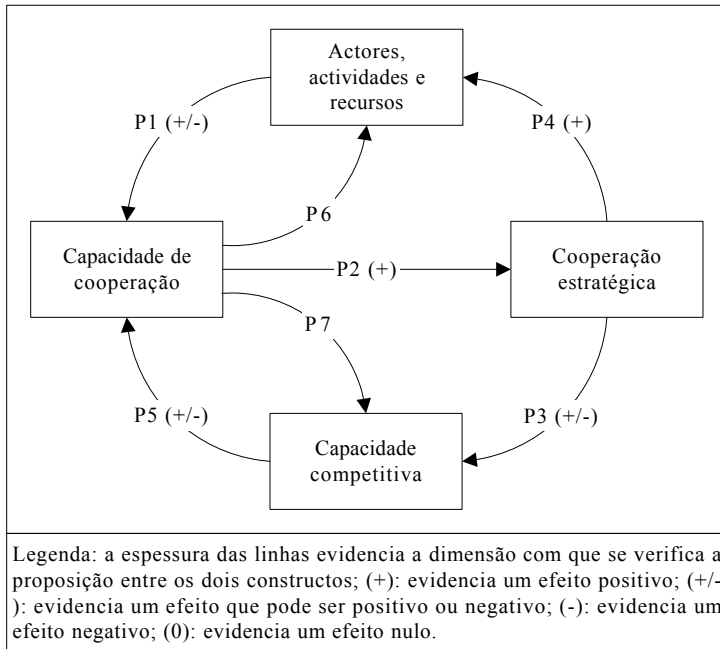 Actores,
actividades e
recursos
P1 (+/-)
P4 (+)
P6
Capacidade de
cooperação
P2 (+)
Cooperação
estratégica
P7
P5 (+/-)
P3 (+/-)
Capacidade
competitiva
Legenda: a espessura das linhas evidencia a dimensão com que se verifica a
proposição entre os dois constructos; (+): evidencia um efeito positivo; (+/-
): evidencia um efeito que pode ser positivo ou negativo; (-): evidencia um
efeito negativo; (0): evidencia um efeito nulo.